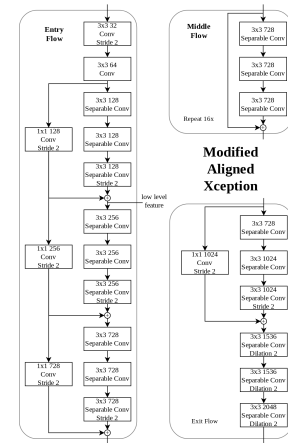 Entry
Flow
3x3 32
Conv
Stride 2
3x3 64
Conv
3x3 128
Separable Conv
1x1 128
Conv
Stride 2
3x3 128
Separable Conv
3x3 128
Separable Conv
Stride 2
low level
feature
3x3 256
Separable Conv
1x1 256
Conv
Stride 2
3x3 256
Separable Conv
3x3 256
Separable Conv
Stride 2
3x3 728
Separable Conv
1x1 728
Conv
Stride 2
3x3 728
Separable Conv
3x3 728
Separable Conv
Stride 2
Middle
Flow
3x3 728
Separable Conv
3x3 728
Separable Conv
3x3 728
Separable Conv
Repeat 16x
Modified
Aligned
Xception
3x3 728
Separable Conv
1x1 1024
Conv
Stride 2
3x3 1024
Separable Conv
3x3 1024
Separable Conv
Stride 2
3x3 1536
Separable Conv
Dilation 2
3x3 1536
Separable Conv
Dilation 2
3x3 2048
Separable Conv
Dilation 2
Exit Flow